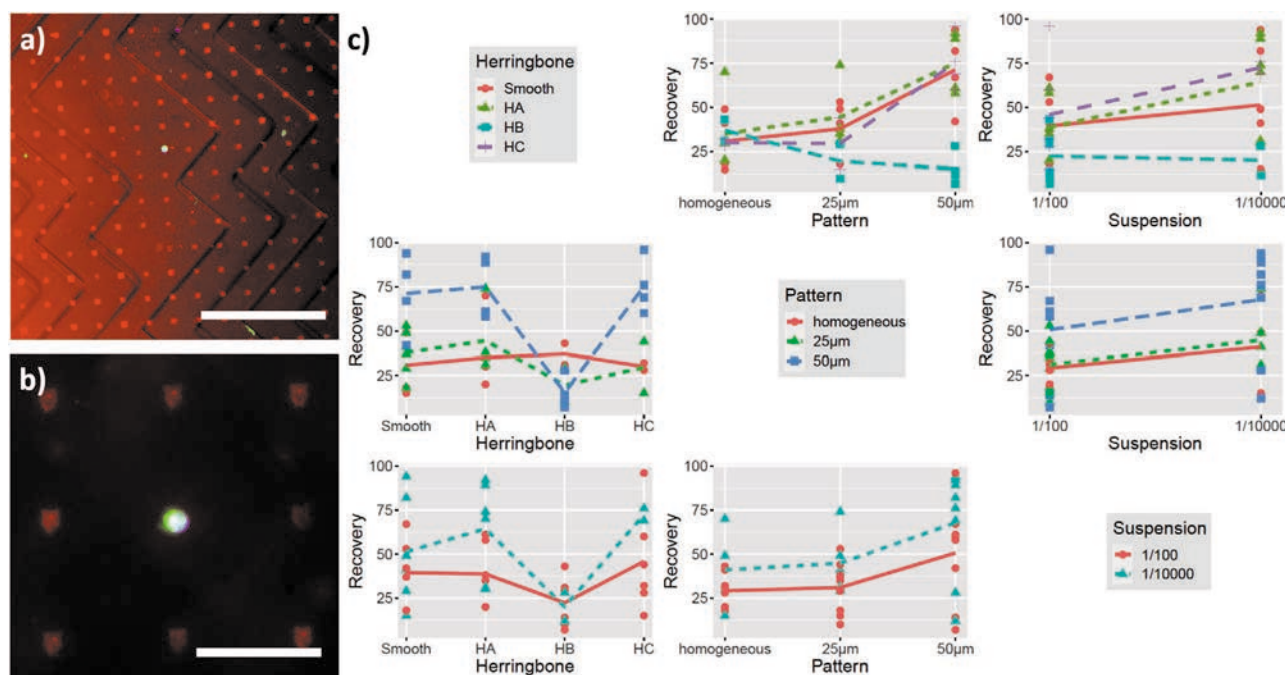 a)
c)
Herringbone
Smooth
HA
HB
HC
Recovery
100
75
50
25
homogeneous
25µm
50µm
Pattern
Recovery
100
75
50
25
1/100
1/10000
Suspension
Recovery
100
75
50
25
Smooth
HA
HB
HC
Herringbone
Pattern
homogeneous
25µm
50µm
Recovery
100
75
50
25
1/100
1/10000
Suspension
b)
Recovery
100
75
50
25
Smooth
HA
HB
HC
Herringbone
Recovery
100
75
50
25
homogeneous
25µm
50µm
Pattern
Suspension
1/100
1/10000